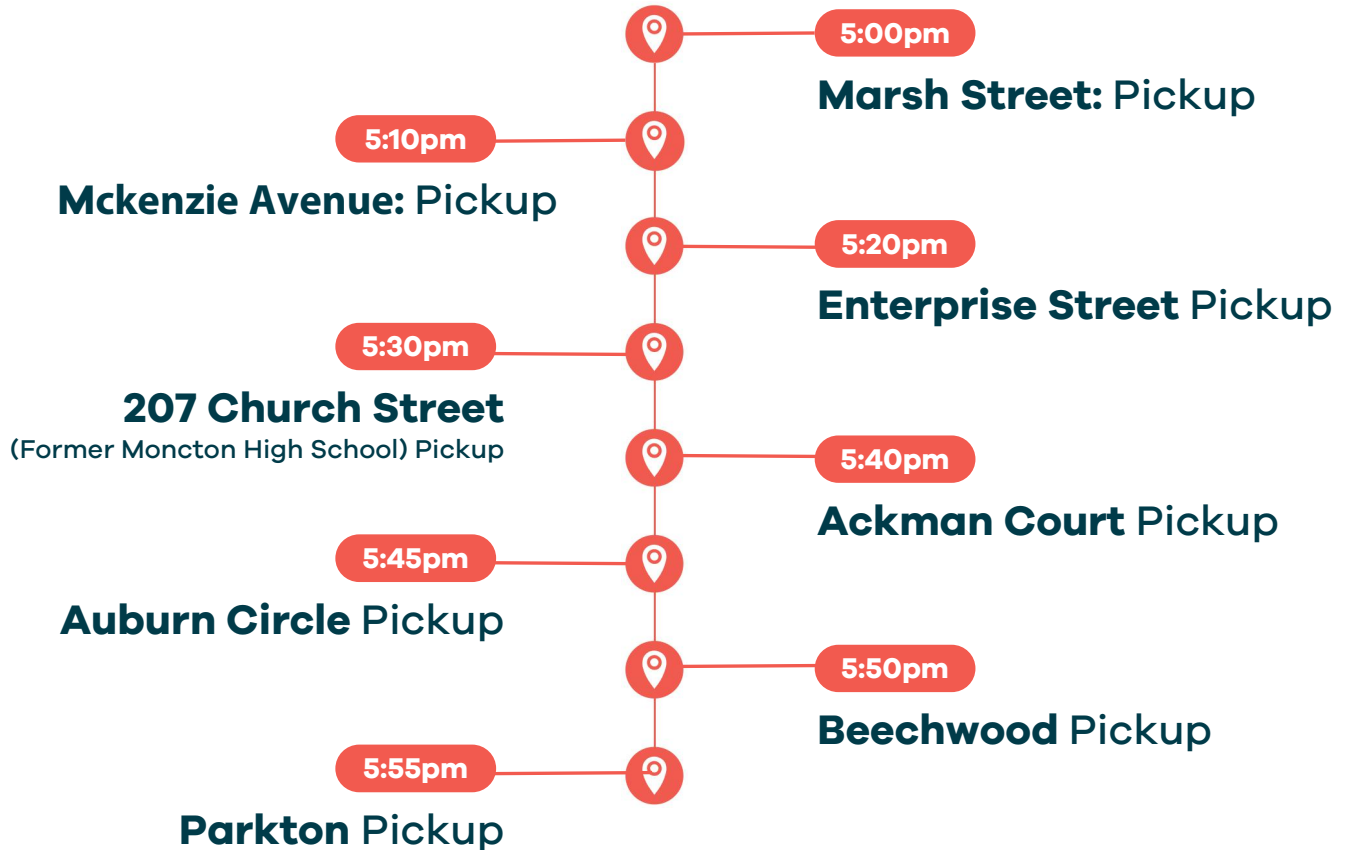 5:00pm
Marsh Street: Pickup
5:10pm
Mckenzie Avenue: Pickup
5:20pm
Enterprise Street Pickup
5:30pm
207 Church Street
(Former Moncton High School) Pickup
5:40pm
Ackman Court Pickup
5:45pm
Auburn Circle Pickup
5:50pm
Beechwood Pickup
5:55pm
Parkton Pickup